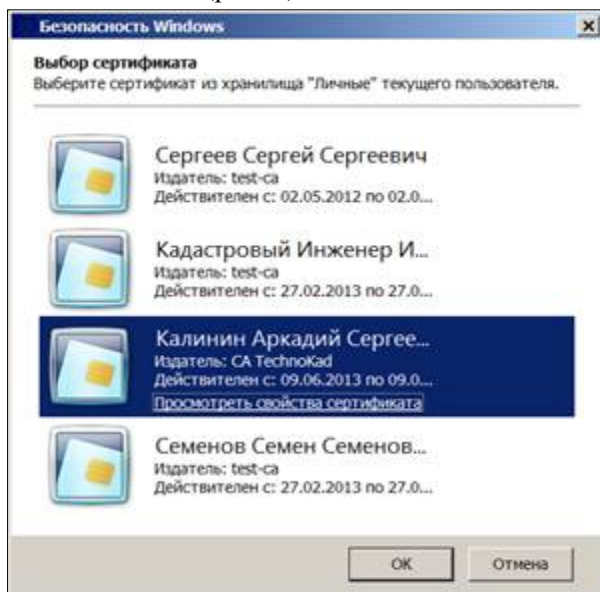 Безопасность Windows
Выбор сертификата
Выберите сертификат из хранилища "Личные" текущего пользователя.
Сергеев Сергей Сергеевич
Издатель: test-ca
Действителен с: 02.05.2012 по 02.0...
Кадастровый Инженер И...
Издатель: test-ca
Действителен с: 27.02.2013 по 27.0...
Калинин Аркадий Сергее...
Издатель: CA TechnoKad
Действителен с: 09.06.2013 по 09.0...
Просмотреть свойства сертификата
Семенов Семен Семенов...
Издатель: test-ca
Действителен с: 27.02.2013 по 27.0...
ОК Отмена